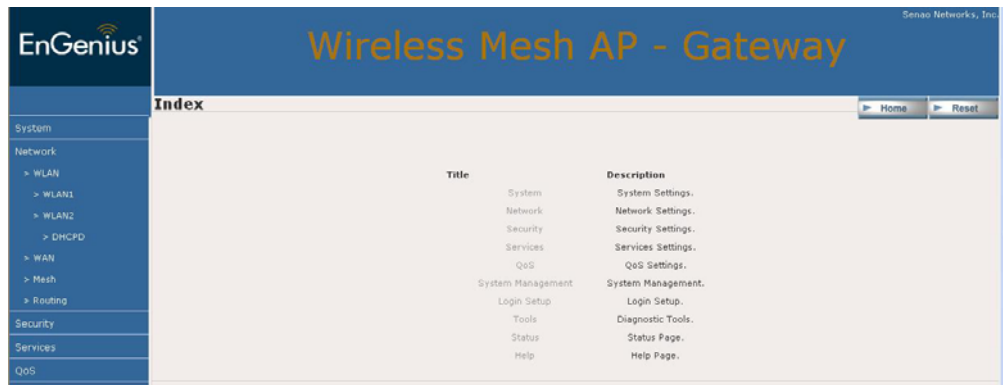 Senao Networks, Inc.
EnGenius®
Wireless Mesh AP - Gateway
Index
Home
Reset
System
Network
> WLAN
> WLAN1
> WLAN2
> DHCPD
> WAN
> Mesh
> Routing
Security
Services
QoS
Title Description
System System Settings.
Network Network Settings.
Security Security Settings.
Services Services Settings.
QoS QoS Settings.
System Management System Management.
Login Setup Login Setup.
Tools Diagnostic Tools.
Status Status Page.
Help Help Page.